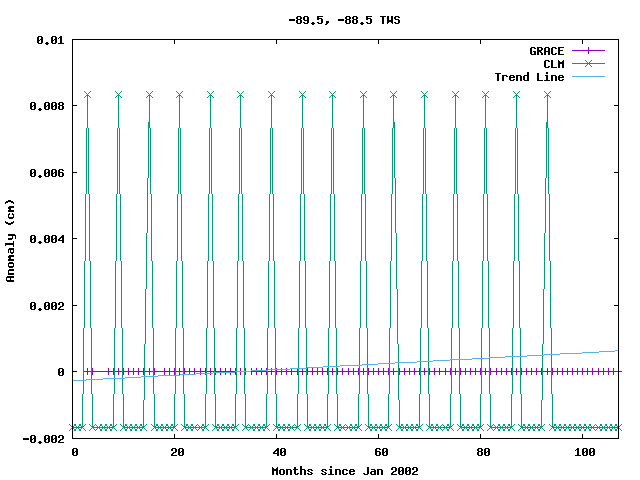 -89.5, -88.5 TWS
GRACE
CLM
Trend Line
0.01
0.008
0.006
0.004
0.002
0
-0.002
Anomaly (cm)
0 20 40 60 80 100
Months since Jan 2002